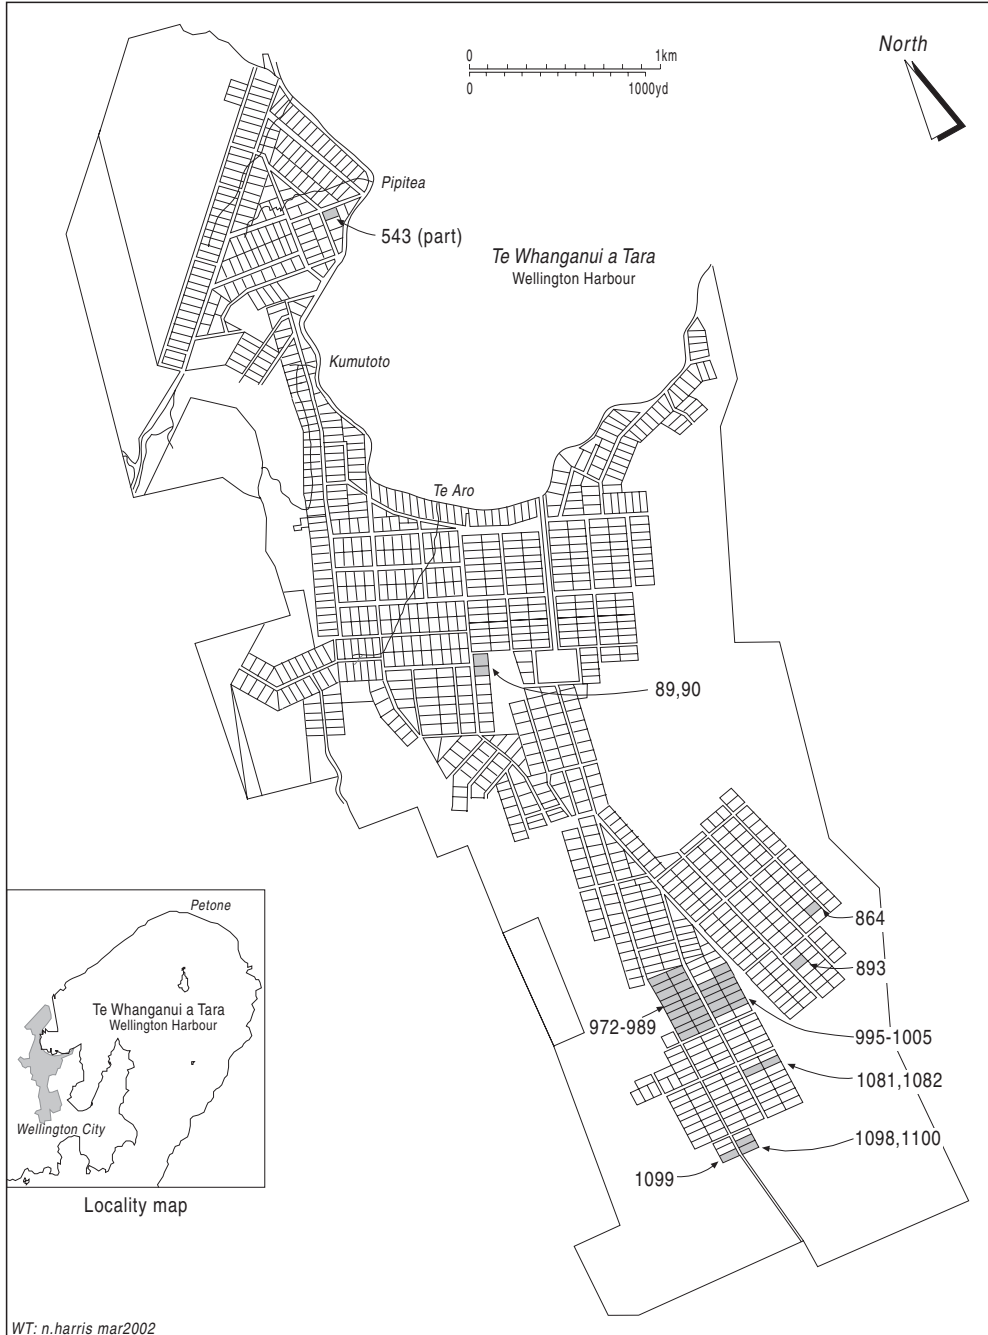 0 1km
0 1000yd
North
Pipitea
543 (part)
Te Whanganui a Tara
Wellington Harbour
Kumutoto
Te Aro
89,90
864
893
972-989
995-1005
1081,1082
1098,1100
1099
Petone
Te Whanganui a Tara
Wellington Harbour
Wellington City
Locality map
WT: n.harris mar2002